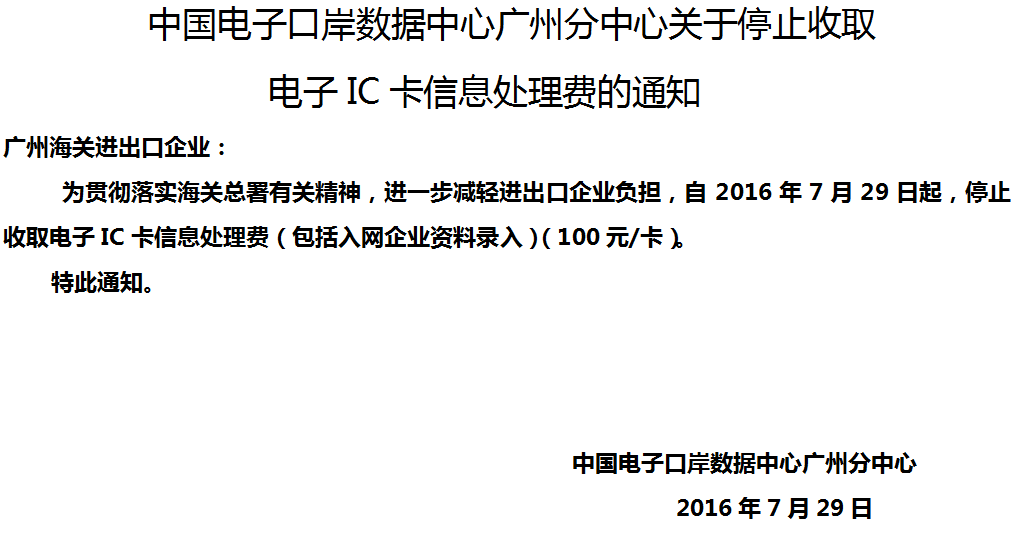 中国电子口岸数据中心广州分中心关于停止收取
电子 IC 卡信息处理费的通知
广州海关进出口企业：
为贯彻落实海关总署有关精神，进一步减轻进出口企业负担，自 2016 年 7 月 29 日起，停止
收取电子 IC 卡信息处理费（包括入网企业资料录入）（100 元/卡）。
特此通知。
中国电子口岸数据中心广州分中心
2016 年 7 月 29 日